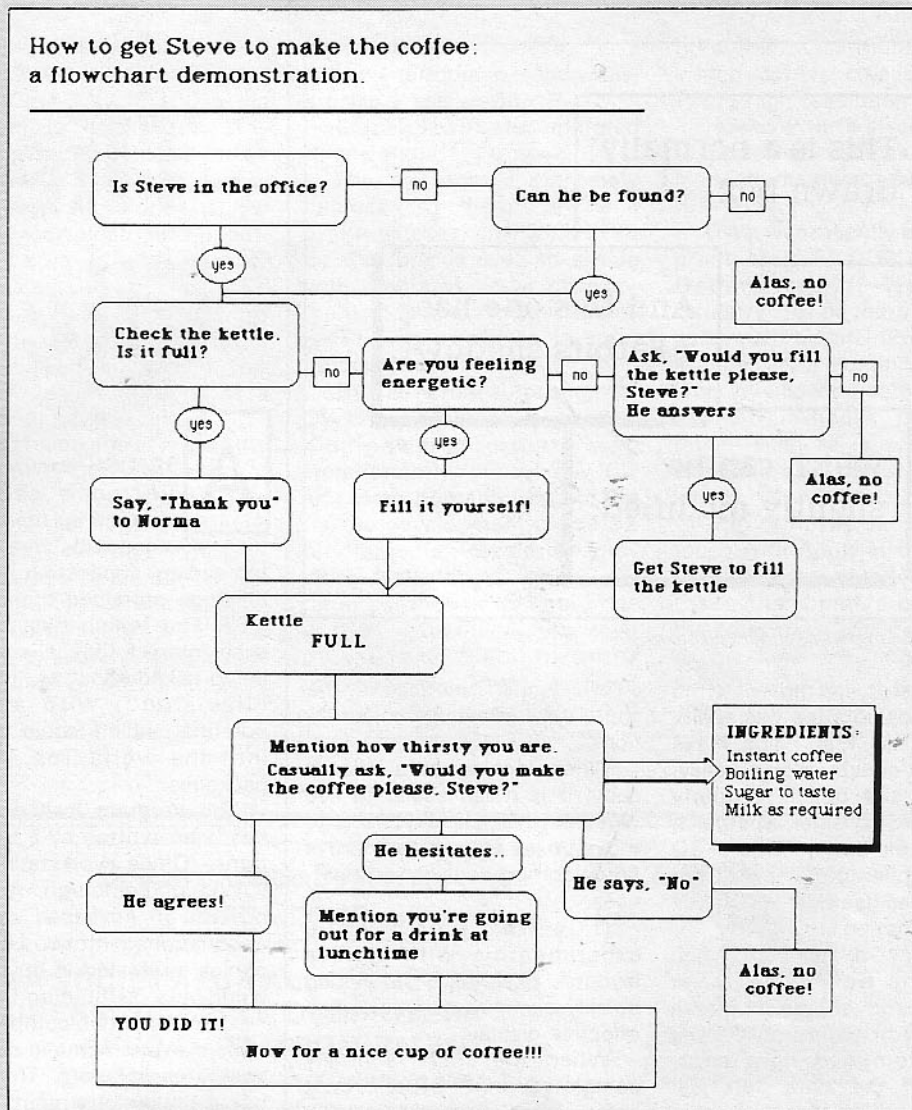 How to get Steve to make the coffee:
a flowchart demonstration.
Is Steve in the office?
no
Can he be found?
no
yes
yes
Alas, no
coffee!
Check the kettle.
Is it full?
no
Are you feeling
energetic?
no
Ask, "Would you fill
the kettle please,
Steve?"
He answers
no
yes
yes
yes
Alas, no
coffee!
Say, "Thank you"
to Norma
Fill it yourself!
Get Steve to fill
the kettle
Kettle
FULL
Mention how thirsty you are.
Casually ask, "Would you make
the coffee please, Steve?"
INGREDIENTS:
Instant coffee
Boiling water
Sugar to taste
Milk as required
He hesitates..
He says, "No"
He agrees!
Mention you're going
out for a drink at
lunchtime
Alas, no
coffee!
YOU DID IT!
Now for a nice cup of coffee!!!